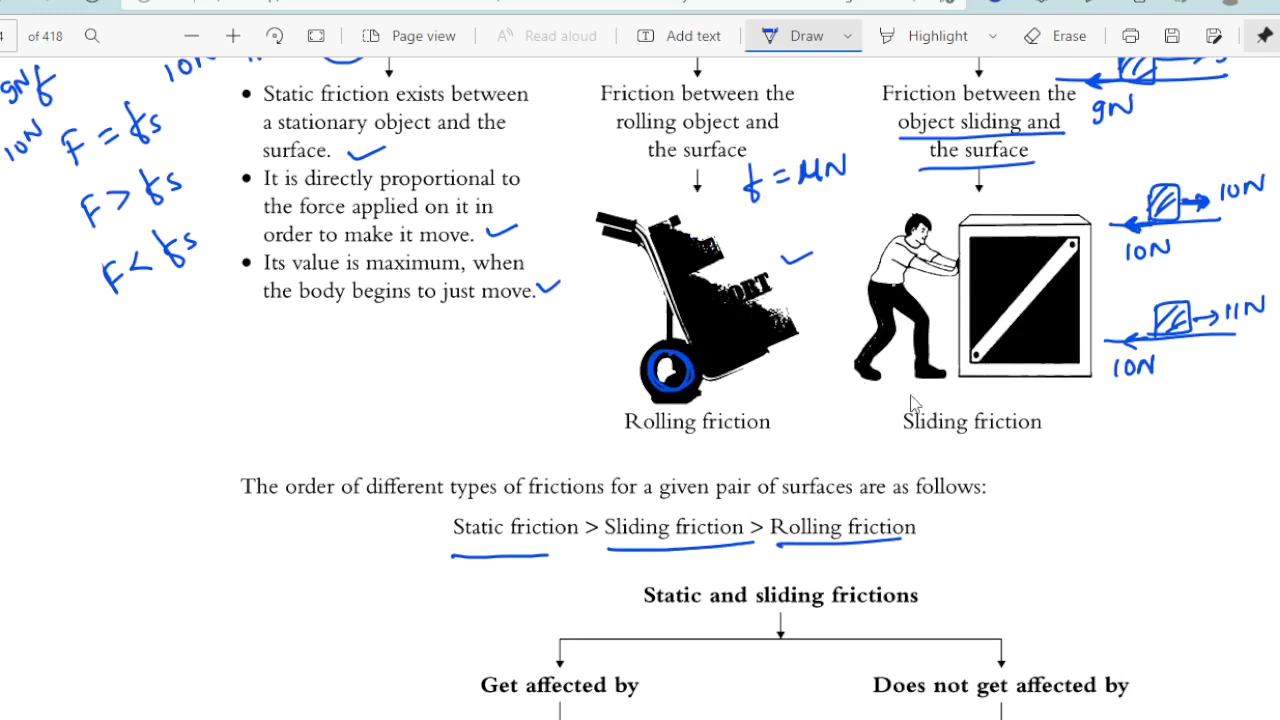 of 418
Page view
Read aloud
Add text
Draw
Highlight
Erase
9N
10N
10N
F = fs
F > fs
F < fs
• Static friction exists between
a stationary object and the
surface.
• It is directly proportional to
the force applied on it in
order to make it move.
• Its value is maximum, when
the body begins to just move.
Friction between the
rolling object and
the surface
f = μN
ORT
Rolling friction
Friction between the
object sliding and
the surface
9N
10N
10N
11N
10N
Sliding friction
The order of different types of frictions for a given pair of surfaces are as follows:
Static friction > Sliding friction > Rolling friction
Static and sliding frictions
Get affected by
Does not get affected by